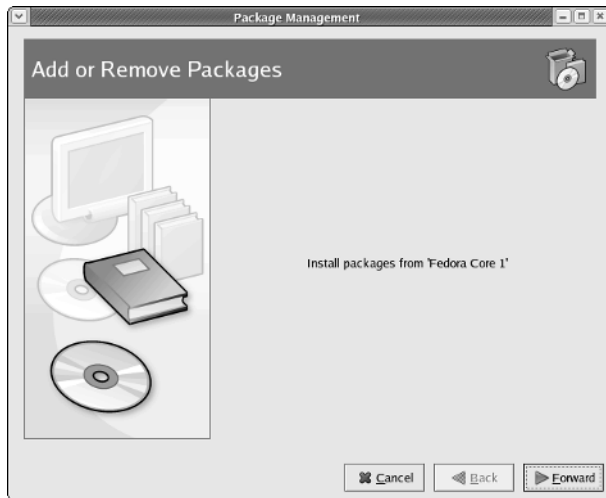 Package Management
Add or Remove Packages
Install packages from 'Fedora Core 1'
Cancel
Back
Forward